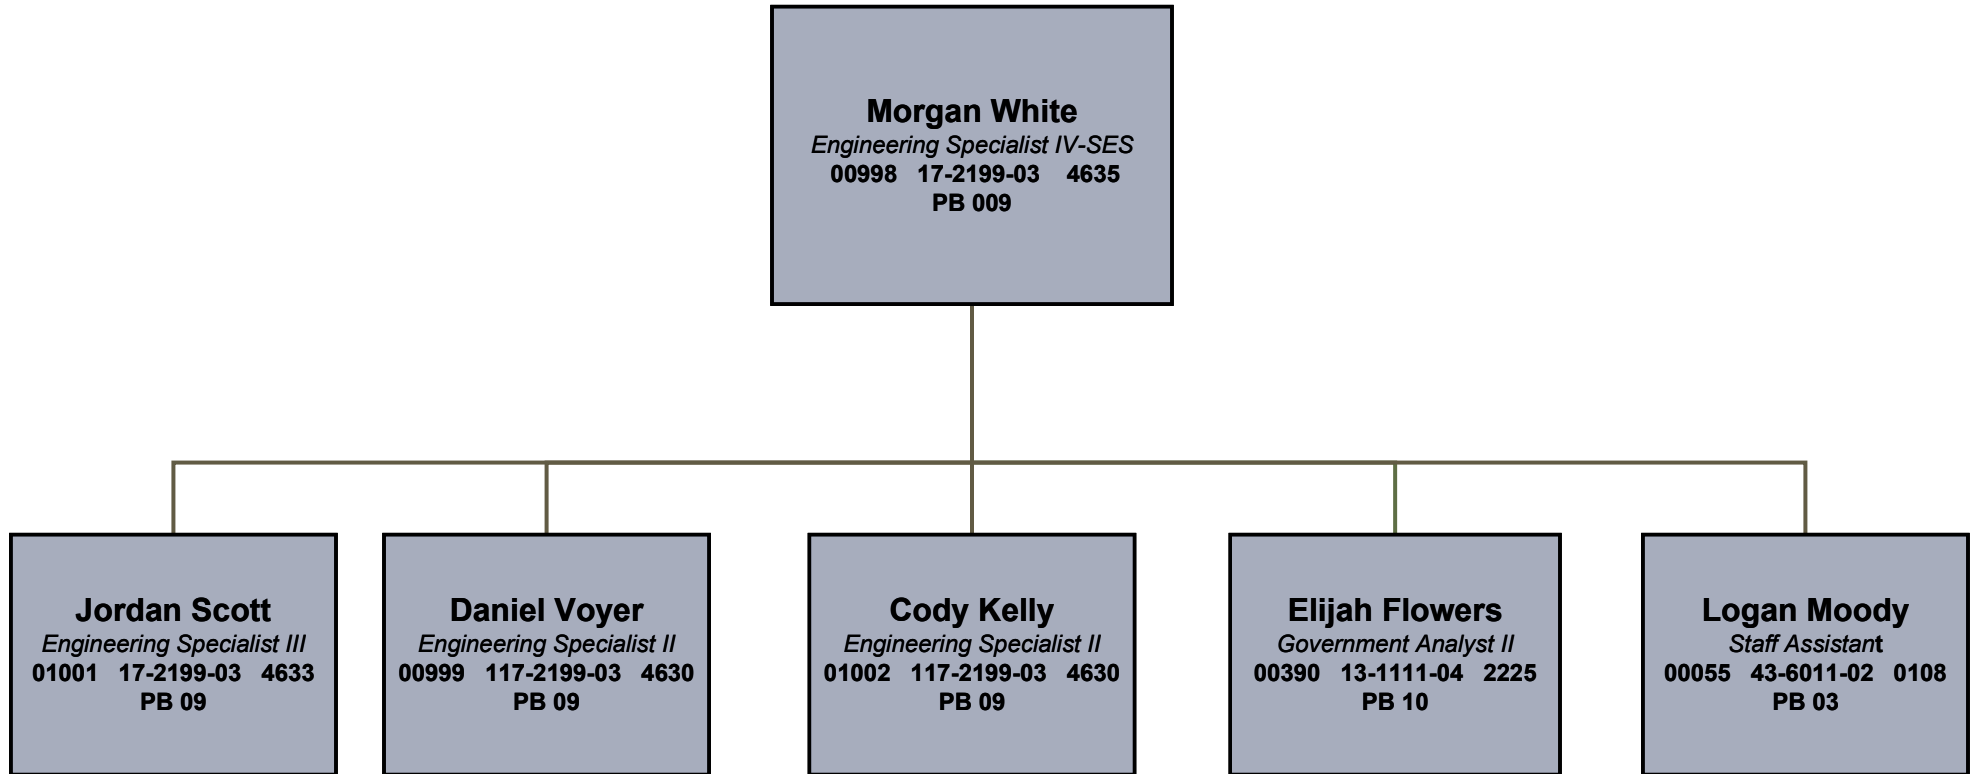 Morgan White
Engineering Specialist IV-SES
00998 17-2199-03 4635
PB 009
Jordan Scott
Engineering Specialist III
01001 17-2199-03 4633
PB 09
Daniel Voyer
Engineering Specialist II
00999 117-2199-03 4630
PB 09
Cody Kelly
Engineering Specialist II
01002 117-2199-03 4630
PB 09
Elijah Flowers
Government Analyst II
00390 13-1111-04 2225
PB 10
Logan Moody
Staff Assistant
00055 43-6011-02 0108
PB 03